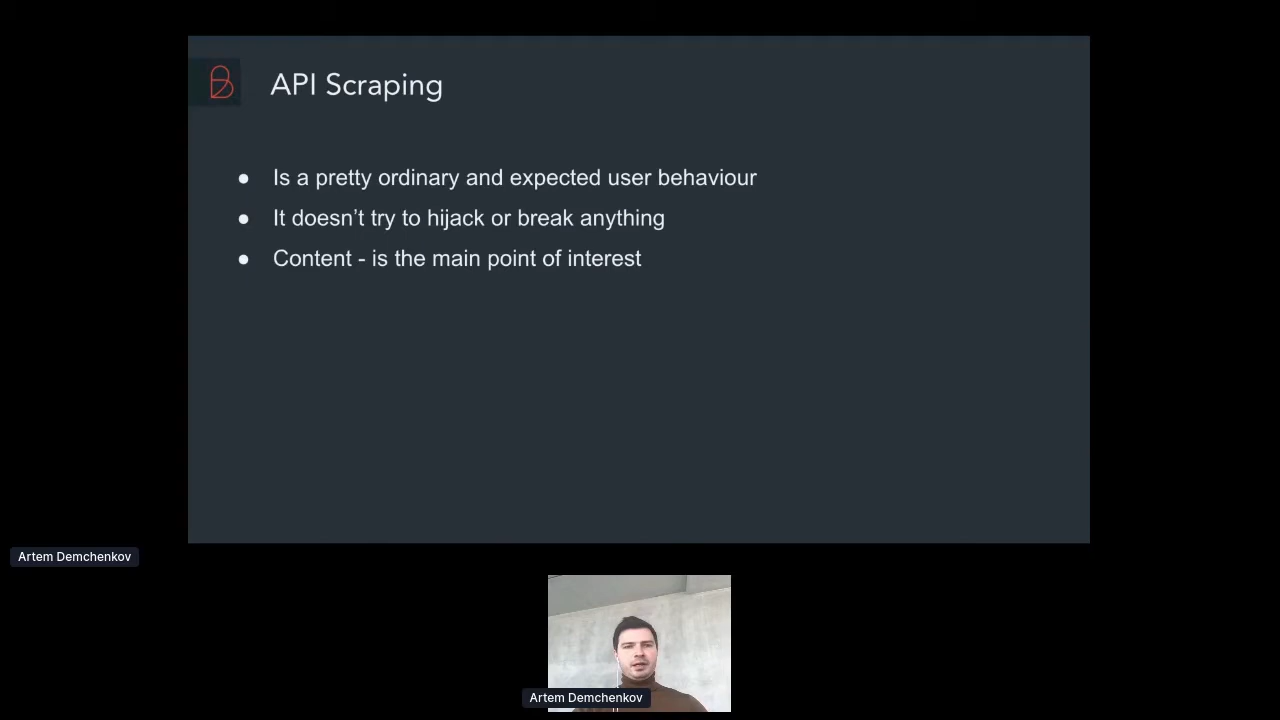 API Scraping
● Is a pretty ordinary and expected user behaviour
● It doesn’t try to hijack or break anything
● Content - is the main point of interest
Artem Demchenkov
Artem Demchenkov